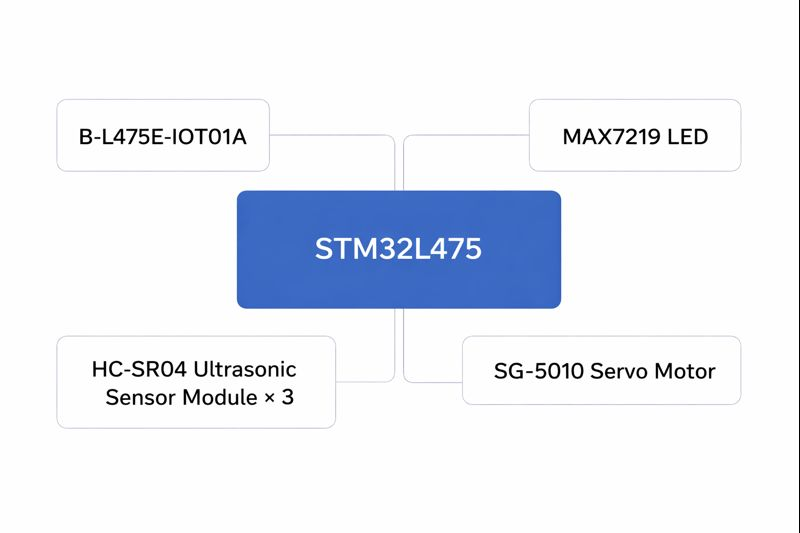 B-L475E-IOT01A
MAX7219 LED
STM32L475
HC-SR04 Ultrasonic
Sensor Module × 3
SG-5010 Servo Motor